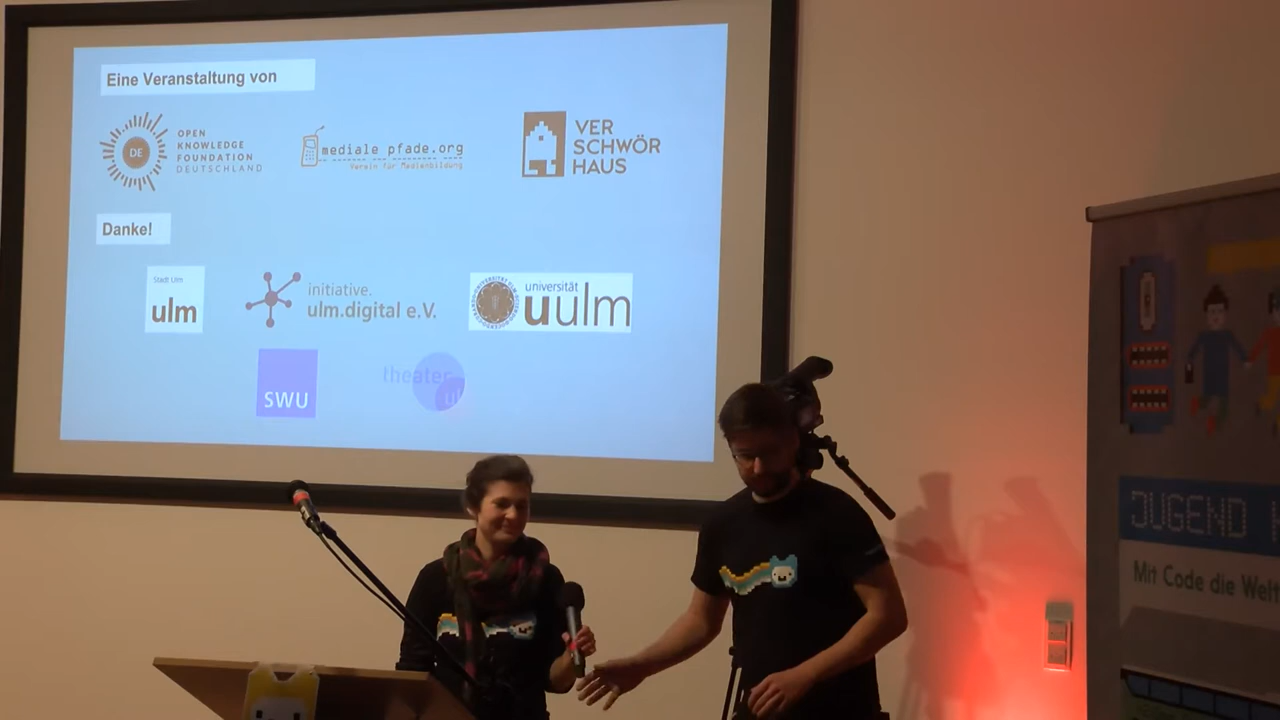 Eine Veranstaltung von
DE
OPEN
KNOWLEDGE
FOUNDATION
DEUTSCHLAND
mediale pfade.org
Verein für Medienbildung
VER
SCHWÖR
HAUS
Danke!
Stadt Ulm
ulm
initiative.
ulm.digital e.V.
universität
uulm
SWU
theater
ul
JUGEND
Mit Code die Welt